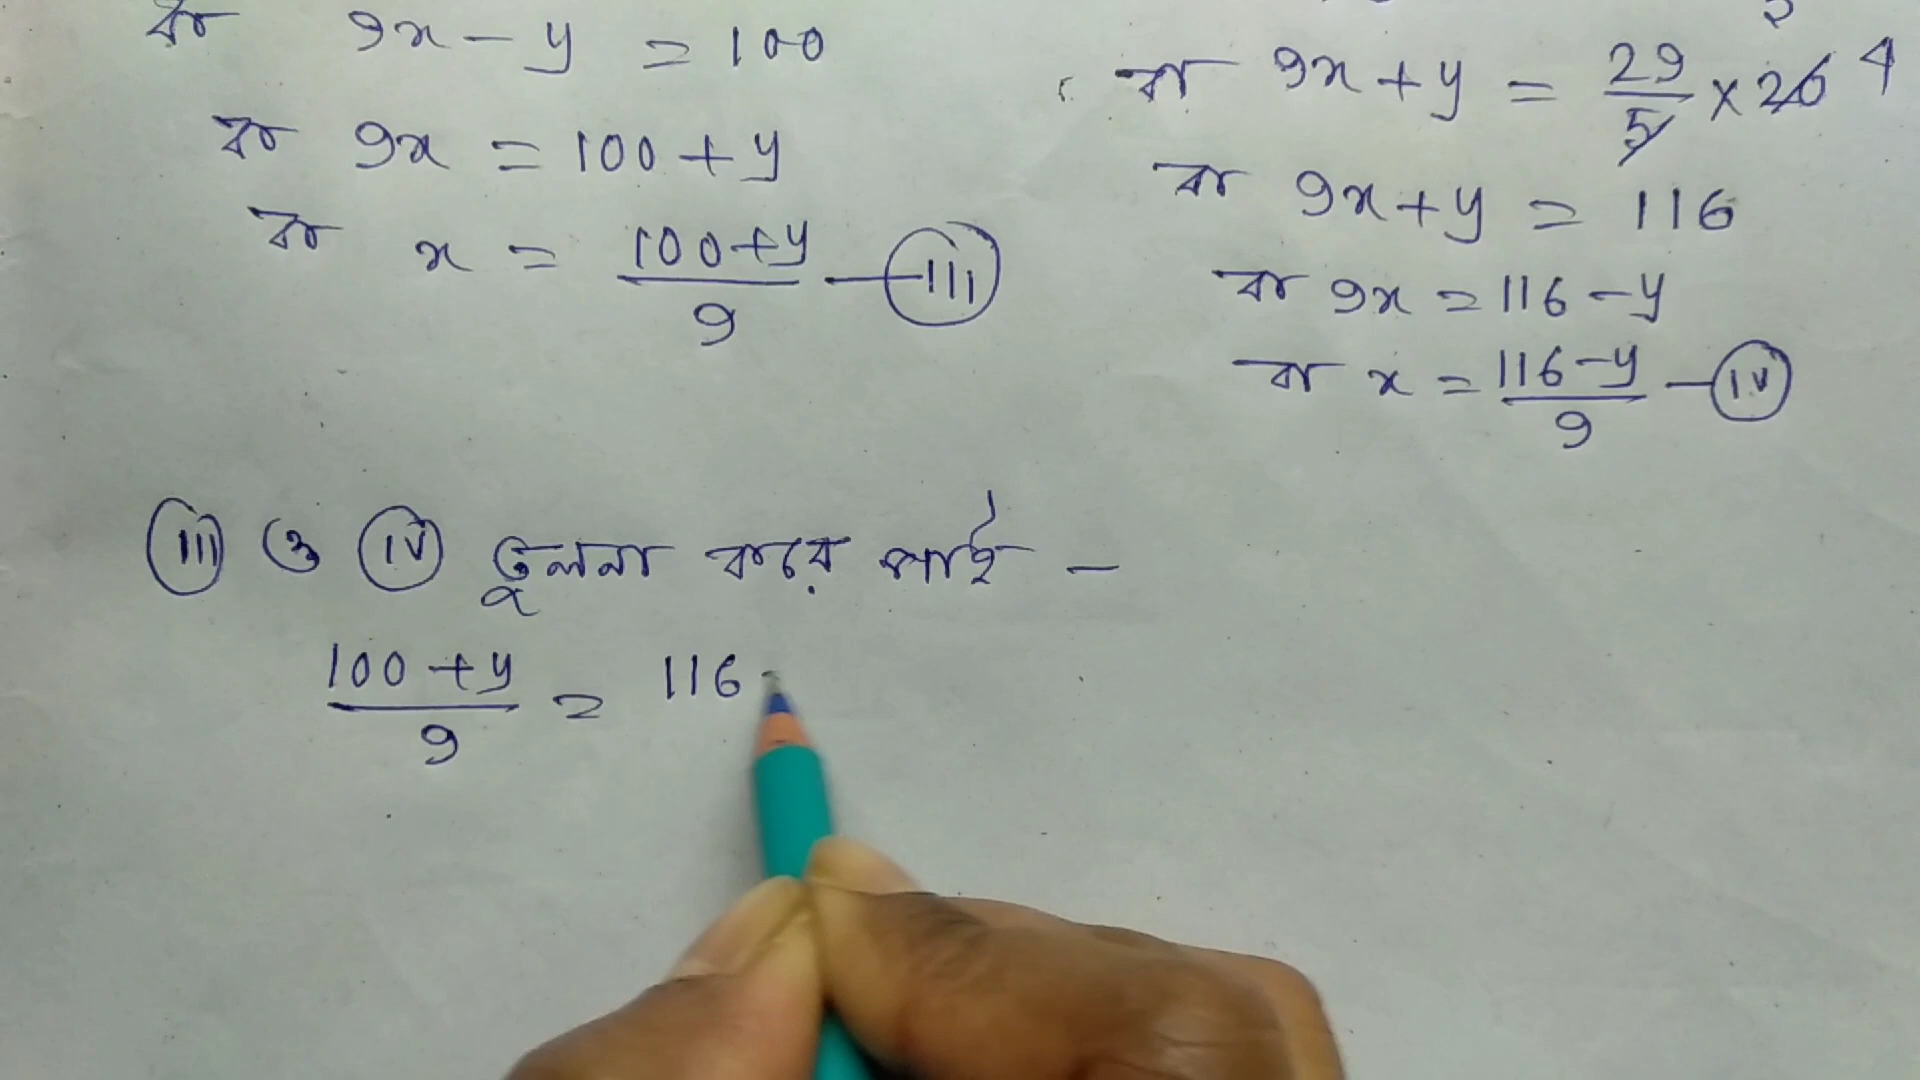 বা 9x - y = 100
বা 9x = 100 + y
বা x = (100 + y)/9 — (III)
বা 9x + y = 29/5 × 20 4
বা 9x + y = 116
বা 9x = 116 - y
বা x = (116 - y)/9 — (IV)
(III) ও (IV) তুলনা করে পাই -
(100 + y)/9 = 116